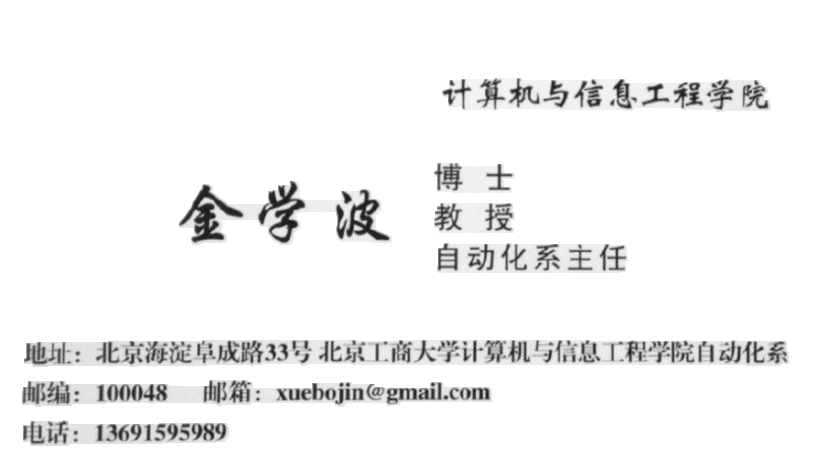 计算机与信息工程学院
金学波
博士
教授
自动化系主任
地址：北京海淀阜成路33号 北京工商大学计算机与信息工程学院自动化系
邮编：100048 邮箱：xuebojin@gmail.com
电话：13691595989